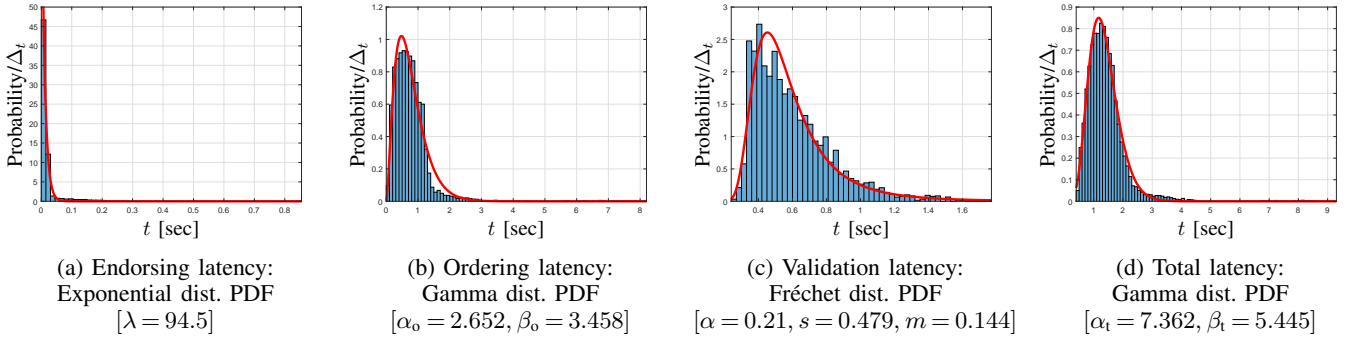 50
45
40
35
30
25
20
15
10
5
0
Probability/Δt
0 0.1 0.2 0.3 0.4 0.5 0.6 0.7 0.8
t [sec]
(a) Endorsing latency:
Exponential dist. PDF
[λ = 94.5]
1.2
1
0.8
0.6
0.4
0.2
0
Probability/Δt
0 1 2 3 4 5 6 7 8
t [sec]
(b) Ordering latency:
Gamma dist. PDF
[αo = 2.652, βo = 3.458]
3
2.5
2
1.5
1
0.5
0
Probability/Δt
0.4 0.6 0.8 1 1.2 1.4 1.6
t [sec]
(c) Validation latency:
Fréchet dist. PDF
[α = 0.21, s = 0.479, m = 0.144]
0.9
0.8
0.7
0.6
0.5
0.4
0.3
0.2
0.1
0
Probability/Δt
1 2 3 4 5 6 7 8 9
t [sec]
(d) Total latency:
Gamma dist. PDF
[αt = 7.362, βt = 5.445]